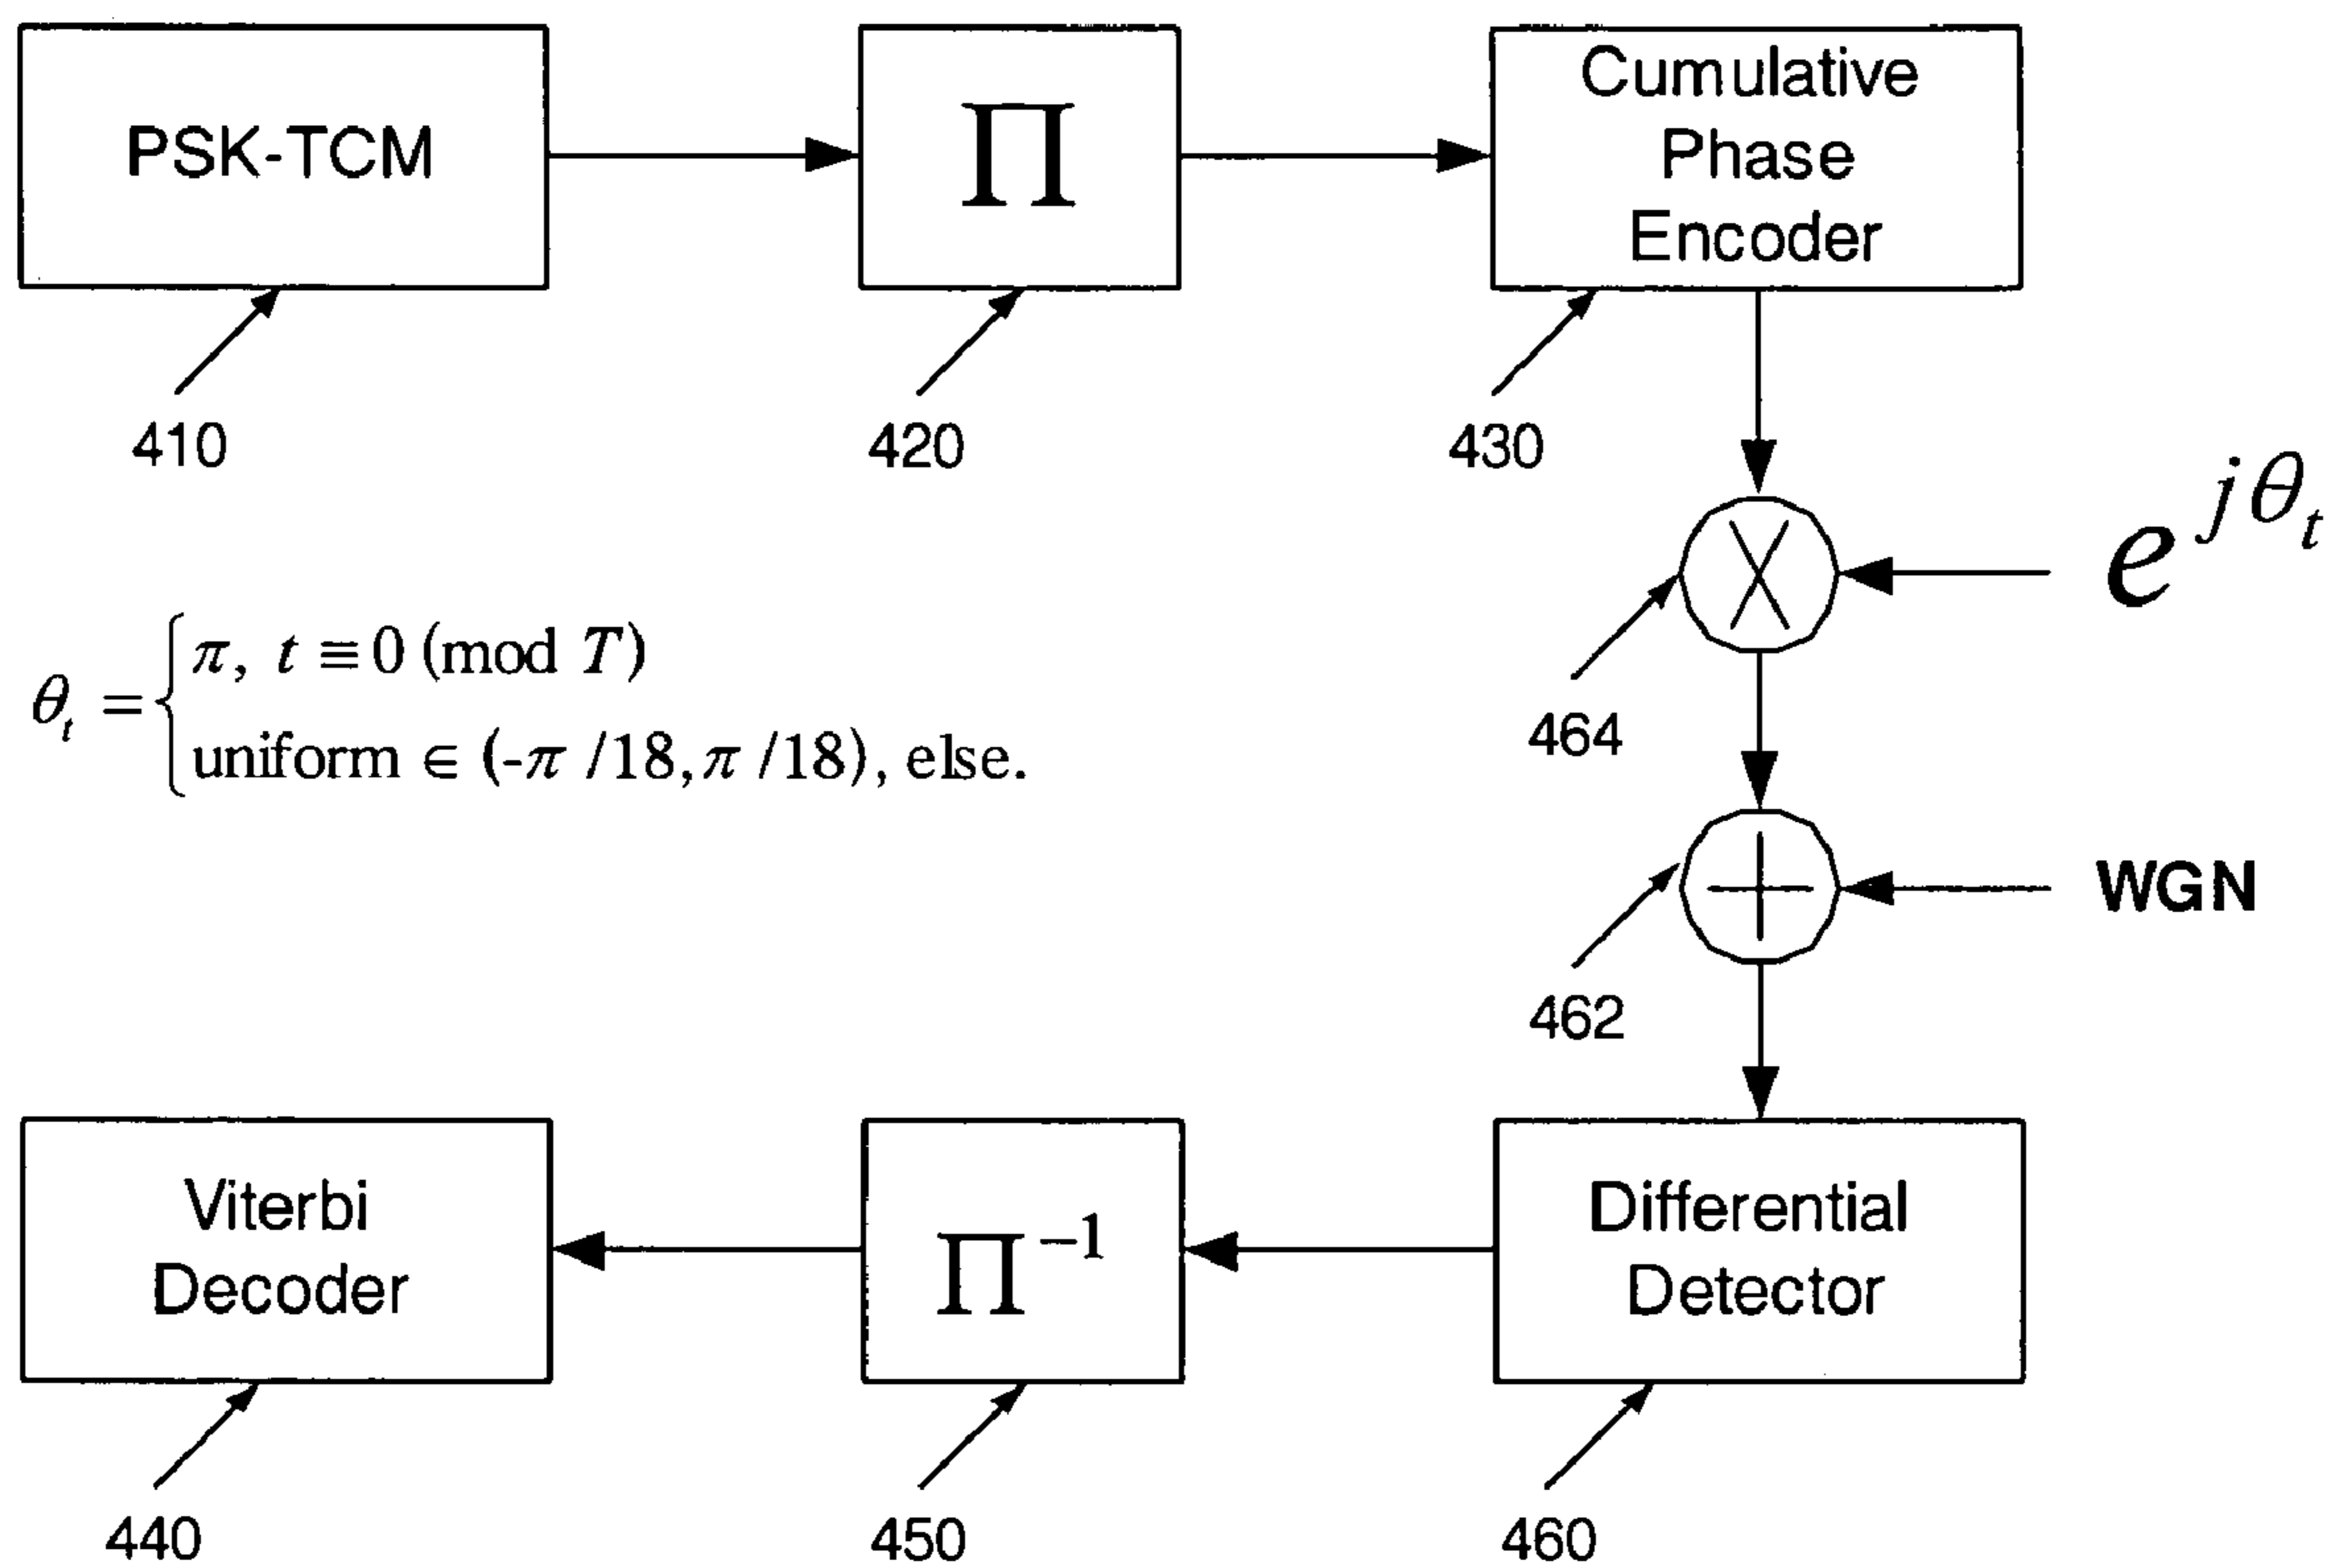 PSK-TCM
Π
Cumulative
Phase
Encoder
410
420
430
e^{jθ_t}
464
θ_t = { π, t ≡ 0 (mod T)
uniform ∈ (-π /18, π /18), else.
WGN
462
Viterbi
Decoder
Π^{-1}
Differential
Detector
440
450
460